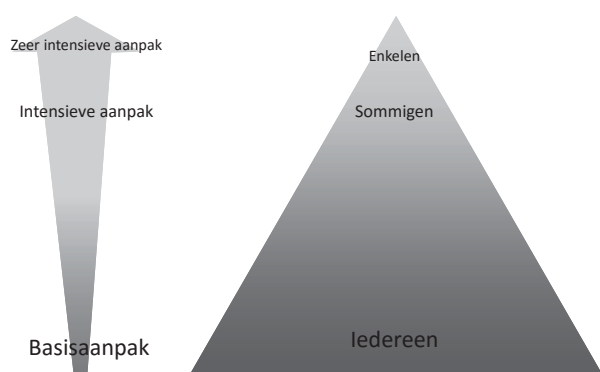 Zeer intensieve aanpak
Enkelen
Intensieve aanpak
Sommigen
Basisaanpak
Iedereen